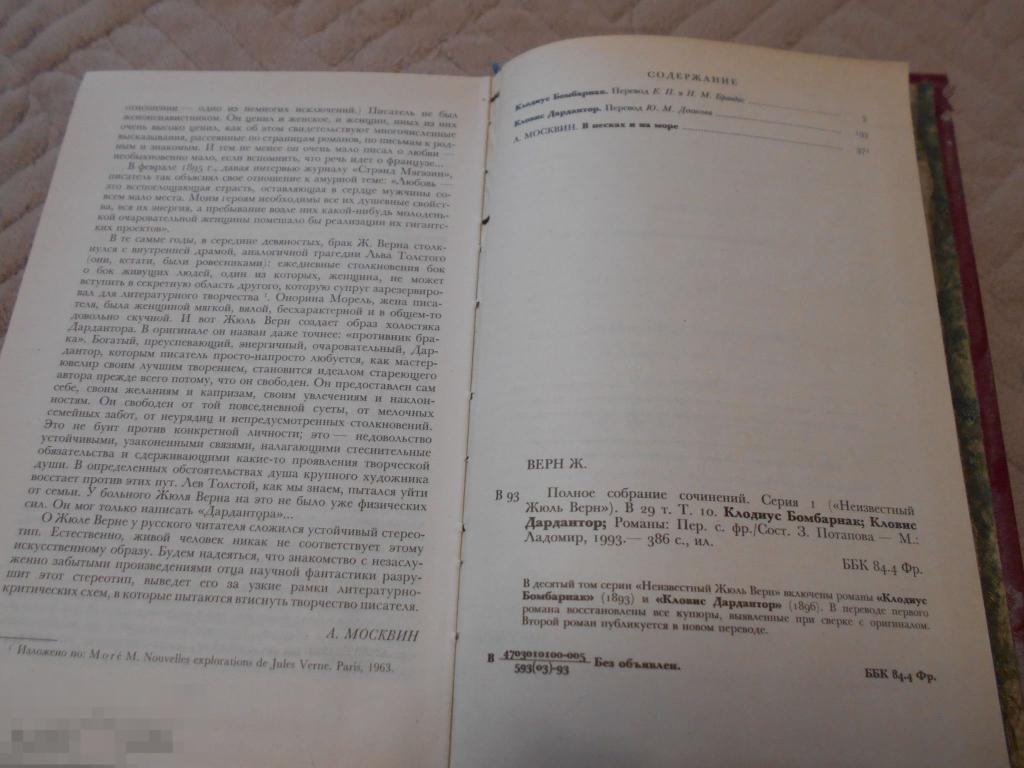 отношении — одно из немногих исключений.) Писатель не был
женоненавистником. Он ценил и женское, и женщин, иных из них
очень высоко ценил, как об этом свидетельствуют многочисленные
высказывания, рассеянные по страницам романов, по письмам к род-
ным и знакомым. И тем не менее он очень мало писал о любви —
необыкновенно мало, если вспомнить, что речь идет о французе...
В феврале 1895 г., давая интервью журналу «Стрэнд Мэгэзин»,
писатель так объяснял свое отношение к амурной теме: «Любовь —
это всепоглощающая страсть, оставляющая в сердце мужчины со-
всем мало места. Моим героям необходимы все их душевные свойст-
ва, вся их энергия, а пребывание возле них какой-нибудь молодень-
кой очаровательной женщины помешало бы реализации их гигант-
ских проектов».
В те самые годы, в середине девяностых, брак Ж. Верна столк-
нулся с внутренней драмой, аналогичной трагедии Льва Толстого
(они, кстати, были ровесниками): ежедневные столкновения бок
о бок живущих людей, один из которых, женщина, не может
вступить в секретную область другого, которую супруг зарезервиро-
вал для литературного творчества ¹. Онорина Морель, жена писа-
теля, была женщиной мягкой, вялой, бесхарактерной и в общем-то
довольно скучной. И вот Жюль Верн создает образ холостяка
Дардантора. В оригинале он назван даже точнее: «противник бра-
ка». Богатый, преуспевающий, энергичный, очаровательный, Дар-
дантор, которым писатель просто-напросто любуется, как мастер-
ювелир своим лучшим творением, становится идеалом стареющего
автора прежде всего потому, что он свободен. Он предоставлен сам
себе, своим желаниям и капризам, своим увлечениям и наклон-
ностям. Он свободен от той повседневной суеты, от мелочных
семейных забот, от неурядиц и непредусмотренных столкновений.
Это не бунт против конкретной личности; это — недовольство
устойчивыми, узаконенными связями, налагающими стеснительные
обязательства и сдерживающими какие-то проявления творческой
души. В определенных обстоятельствах душа крупного художника
восстает против этих пут. Лев Толстой, как мы знаем, пытался уйти
от семьи. У больного Жюля Верна на это не было уже физических
сил. Он мог только написать «Дардантора»...
О Жюле Верне у русского читателя сложился устойчивый стерео-
тип. Естественно, живой человек никак не соответствует этому
искусственному образу. Будем надеяться, что знакомство с незаслу-
женно забытыми произведениями отца научной фантастики разру-
шит этот стереотип, выведет его за узкие рамки литературно-
критических схем, в которые пытаются втиснуть творчество писателя.
А. МОСКВИН
¹ Изложено по: Moré M. Nouvelles explorations de Jules Verne. Paris, 1963.
СОДЕРЖАНИЕ
Клодиус Бомбарнак. Перевод Е. П. и Н. М. Брандис 5
Кловис Дардантор. Перевод Ю. М. Денисова 193
А. МОСКВИН. В песках и на море 371
ВЕРН Ж.
В 93 Полное собрание сочинений. Серия 1 («Неизвестный
Жюль Верн»). В 29 т. Т. 10. Клодиус Бомбарнак; Кловис
Дардантор; Романы: Пер. с. фр./Сост. З. Потапова — М.:
Ладомир, 1993.— 386 с., ил.
ББК 84.4 Фр.
В десятый том серии «Неизвестный Жюль Верн» включены романы «Клодиус
Бомбарнак» (1893) и «Кловис Дардантор» (1896). В переводе первого
романа восстановлены все купюры, выявленные при сверке с оригиналом.
Второй роман публикуется в новом переводе.
В 4703010100-005 Без объявлен.
593(03)-93
ББК 84.4 Фр.